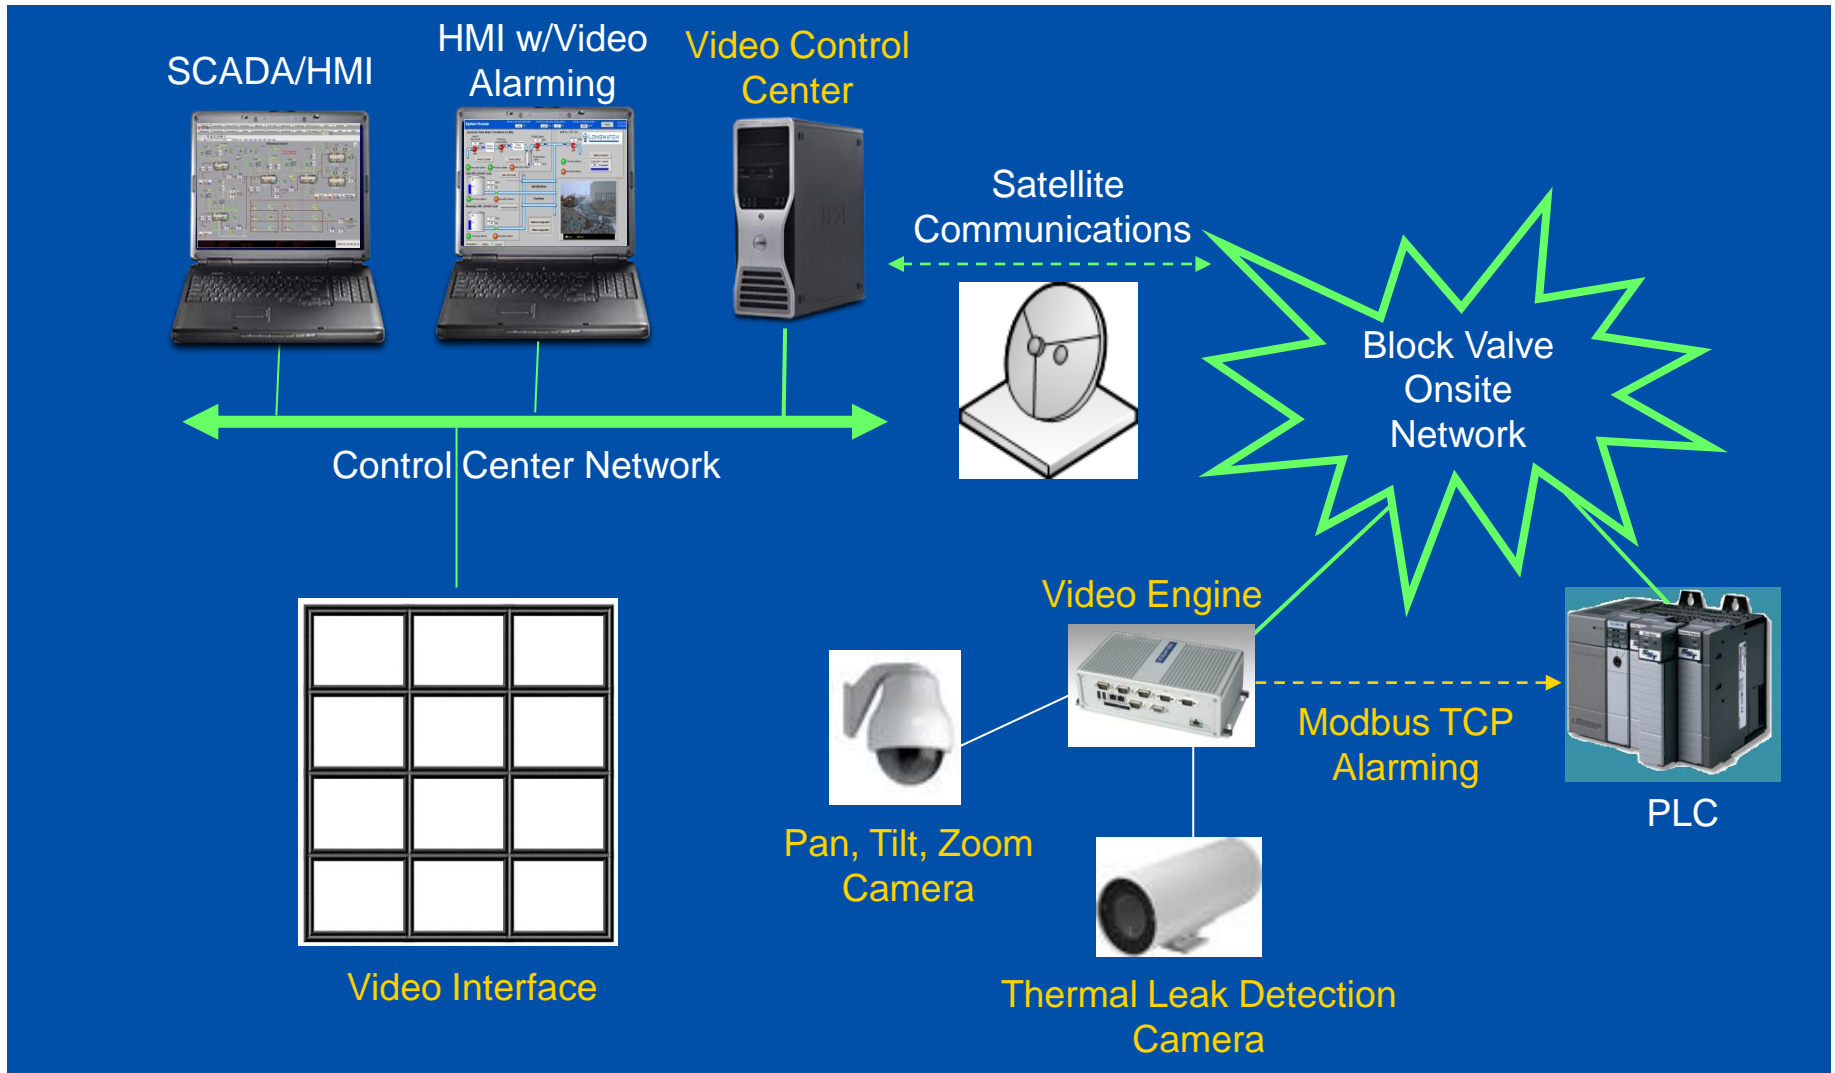 SCADA/HMI
HMI w/Video
Alarming
Video Control
Center
LONGWATCH
Satellite
Communications
Block Valve
Onsite
Network
Control Center Network
Video Engine
Modbus TCP
Alarming
PLC
Pan, Tilt, Zoom
Camera
Video Interface
Thermal Leak Detection
Camera